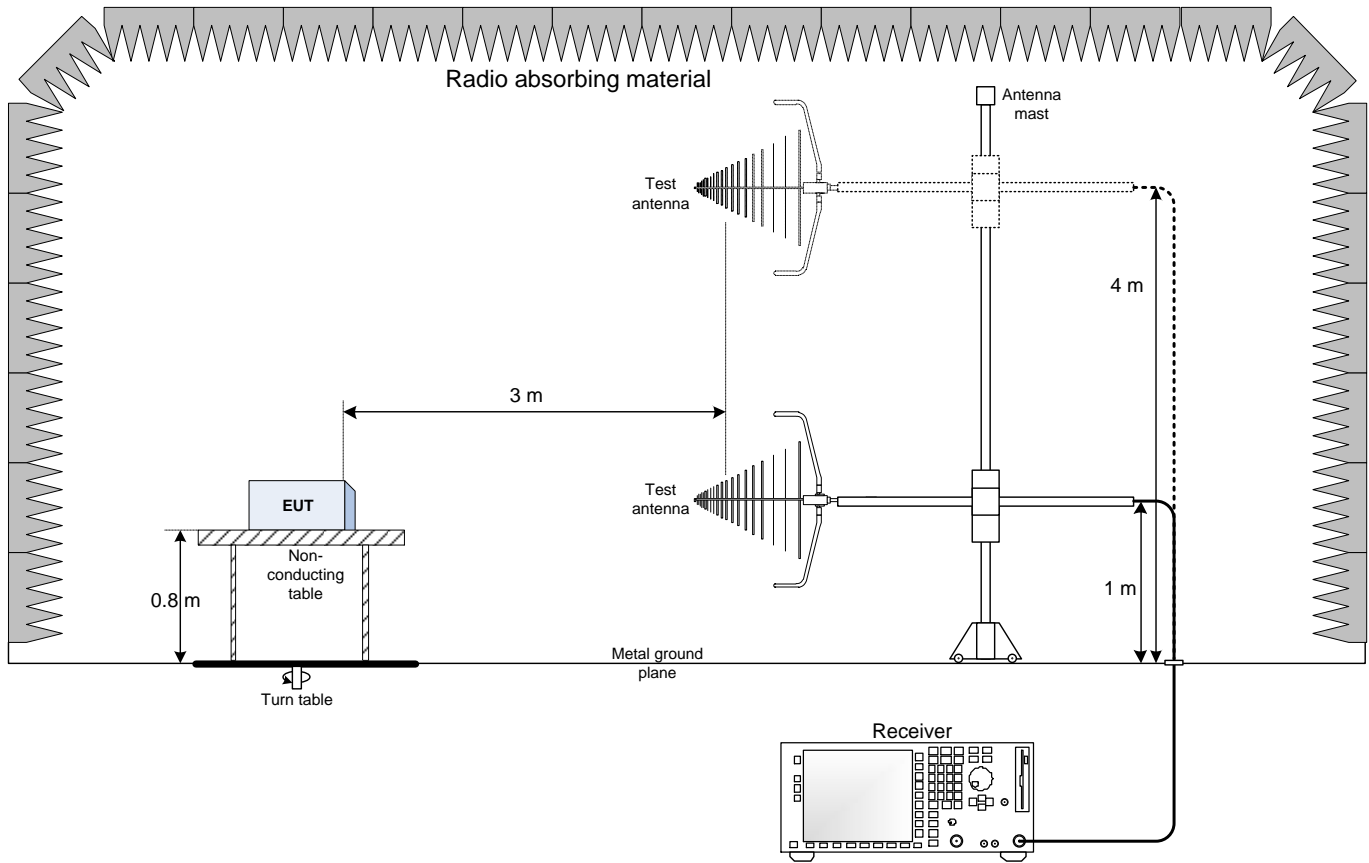 Radio absorbing material
Antenna
mast
Test
antenna
4 m
3 m
EUT
Test
antenna
Non-
conducting
table
0.8 m
1 m
Metal ground
plane
Turn table
Receiver